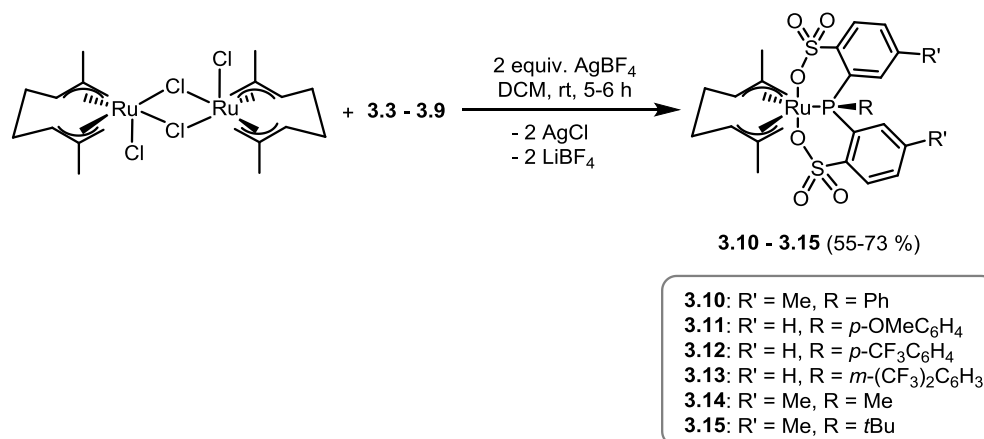 Cl
Cl
Ru
Ru
Cl
Cl
+ 3.3 - 3.9
2 equiv. AgBF4
DCM, rt, 5-6 h
- 2 AgCl
- 2 LiBF4
O
O
S
R'
O
Ru
P
R
O
R'
S
O
O
3.10 - 3.15 (55-73 %)
3.10: R' = Me, R = Ph
3.11: R' = H, R = p-OMeC6H4
3.12: R' = H, R = p-CF3C6H4
3.13: R' = H, R = m-(CF3)2C6H3
3.14: R' = Me, R = Me
3.15: R' = Me, R = tBu